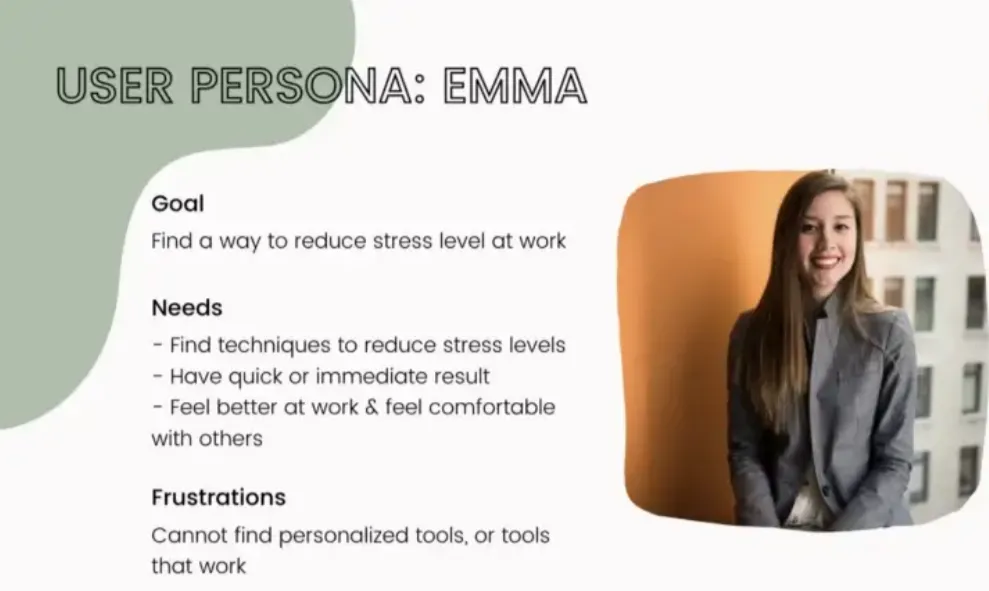 USER PERSONA: EMMA
Goal
Find a way to reduce stress level at work
Needs
- Find techniques to reduce stress levels
- Have quick or immediate result
- Feel better at work & feel comfortable
with others
Frustrations
Cannot find personalized tools, or tools
that work